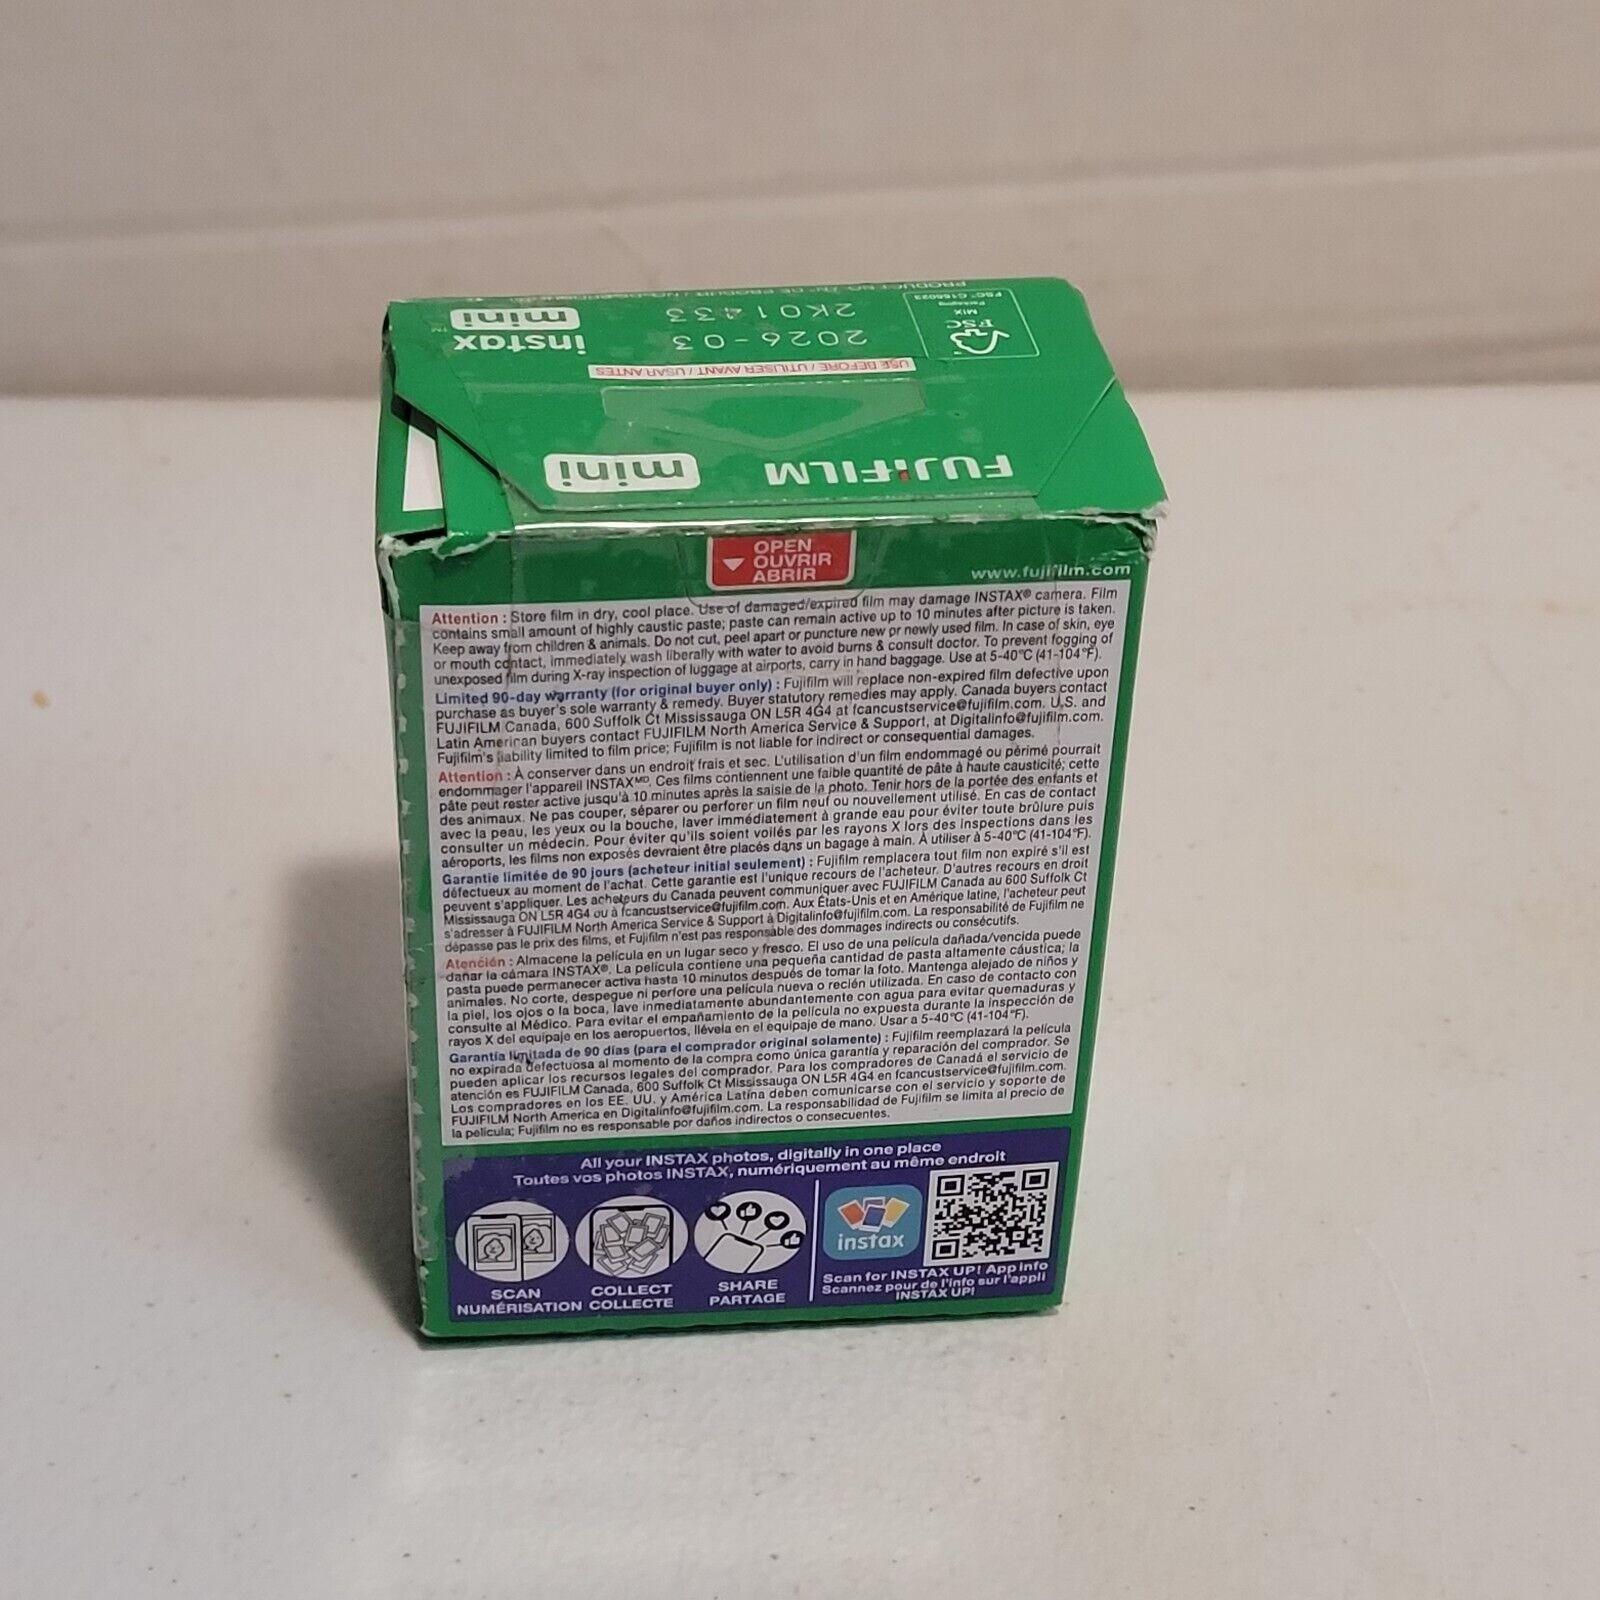 PRODUCT NO. / N° DE PRODUIT / NO. DE
FSC® C155023
2K01433
mini
Packaging
MIX
FSC
2026-03
instax
TM
USE BEFORE / UTILISER AVANT / USAR ANTES
FUJIFILM mini
OPEN
OUVRIR
ABRIR
www.fujifilm.com
Attention : Store film in dry, cool place. Use of damaged/expired film may damage INSTAX® camera. Film
contains small amount of highly caustic paste; paste can remain active up to 10 minutes after picture is taken.
Keep away from children & animals. Do not cut, peel apart or puncture new or newly used film. In case of skin, eye
or mouth contact, immediately wash liberally with water to avoid burns & consult doctor. To prevent fogging of
unexposed film during X-ray inspection of luggage at airports, carry in hand baggage. Use at 5-40°C (41-104°F).
Limited 90-day warranty (for original buyer only) : Fujifilm will replace non-expired film defective upon
purchase as buyer's sole warranty & remedy. Buyer statutory remedies may apply. Canada buyers contact
FUJIFILM Canada, 600 Suffolk Ct Mississauga ON L5R 4G4 at fcancustservice@fujifilm.com. U.S. and
Latin American buyers contact FUJIFILM North America Service & Support, at Digitalinfo@fujifilm.com.
Fujifilm's liability limited to film price; Fujifilm is not liable for indirect or consequential damages.
Attention : À conserver dans un endroit frais et sec. L'utilisation d'un film endommagé ou périmé pourrait
endommager l'appareil INSTAXᴹᴰ. Ces films contiennent une faible quantité de pâte à haute causticité; cette
pâte peut rester active jusqu'à 10 minutes après la saisie de la photo. Tenir hors de la portée des enfants et
des animaux. Ne pas couper, séparer ou perforer un film neuf ou nouvellement utilisé. En cas de contact
avec la peau, les yeux ou la bouche, laver immédiatement à grande eau pour éviter toute brûlure puis
consulter un médecin. Pour éviter qu'ils soient voilés par les rayons X lors des inspections dans les
aéroports, les films non exposés devraient être placés dans un bagage à main. À utiliser à 5-40°C (41-104°F).
Garantie limitée de 90 jours (acheteur initial seulement) : Fujifilm remplacera tout film non expiré s'il est
défectueux au moment de l'achat. Cette garantie est l'unique recours de l'acheteur. D'autres recours en droit
peuvent s'appliquer. Les acheteurs du Canada peuvent communiquer avec FUJIFILM Canada au 600 Suffolk Ct
Mississauga ON L5R 4G4 ou à fcancustservice@fujifilm.com. Aux États-Unis et en Amérique latine, l'acheteur peut
s'adresser à FUJIFILM North America Service & Support à Digitalinfo@fujifilm.com. La responsabilité de Fujifilm ne
dépasse pas le prix des films, et Fujifilm n'est pas responsable des dommages indirects ou consécutifs.
Atención : Almacene la película en un lugar seco y fresco. El uso de una película dañada/vencida puede
dañar la cámara INSTAX®. La película contiene una pequeña cantidad de pasta altamente cáustica; la
pasta puede permanecer activa hasta 10 minutos después de tomar la foto. Mantenga alejado de niños y
animales. No corte, despegue ni perfore una película nueva o recién utilizada. En caso de contacto con
la piel, los ojos o la boca, lave inmediatamente abundantemente con agua para evitar quemaduras y
consulte al Médico. Para evitar el empañamiento de la película no expuesta durante la inspección de
rayos X del equipaje en los aeropuertos, llévela en el equipaje de mano. Usar a 5-40°C (41-104°F).
Garantía limitada de 90 días (para el comprador original solamente) : Fujifilm reemplazará la película
no expirada defectuosa al momento de la compra como única garantía y reparación del comprador. Se
pueden aplicar los recursos legales del comprador. Para los compradores de Canadá el servicio de
atención es FUJIFILM Canada, 600 Suffolk Ct Mississauga ON L5R 4G4 en fcancustservice@fujifilm.com.
Los compradores en los EE. UU. y América Latina deben comunicarse con el servicio y soporte de
FUJIFILM North America en Digitalinfo@fujifilm.com. La responsabilidad de Fujifilm se limita al precio de
la película; Fujifilm no es responsable por daños indirectos o consecuentes.
All your INSTAX photos, digitally in one place
Toutes vos photos INSTAX, numériquement au même endroit
SCAN
NUMÉRISATION
COLLECT
COLLECTE
SHARE
PARTAGE
instax
Scan for INSTAX UP! App info
Scannez pour de l'info sur l'appli
INSTAX UP!